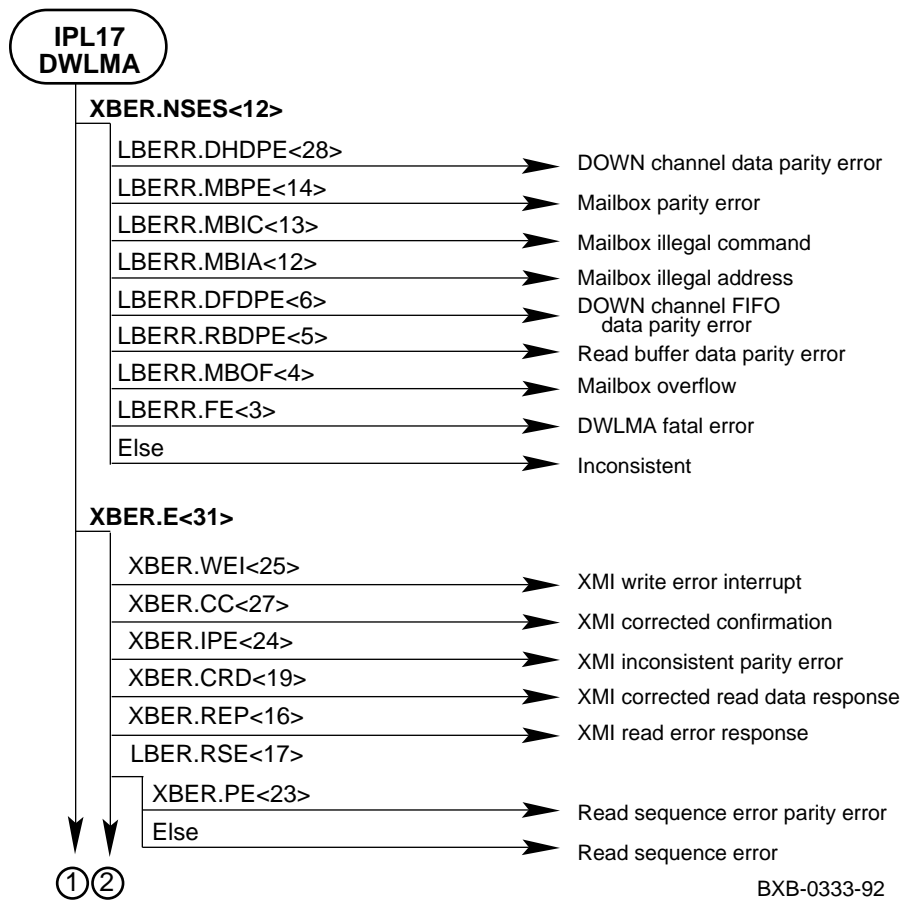 IPL17
DWLMA
XBER.NSES<12>
LBERR.DHDPE<28>
DOWN channel data parity error
LBERR.MBPE<14>
Mailbox parity error
LBERR.MBIC<13>
Mailbox illegal command
LBERR.MBIA<12>
Mailbox illegal address
LBERR.DFDPE<6>
DOWN channel FIFO
data parity error
LBERR.RBDPE<5>
Read buffer data parity error
LBERR.MBOF<4>
Mailbox overflow
LBERR.FE<3>
DWLMA fatal error
Else
Inconsistent
XBER.E<31>
XBER.WEI<25>
XMI write error interrupt
XBER.CC<27>
XMI corrected confirmation
XBER.IPE<24>
XMI inconsistent parity error
XBER.CRD<19>
XMI corrected read data response
XBER.REP<16>
XMI read error response
LBER.RSE<17>
XBER.PE<23>
Read sequence error parity error
Else
Read sequence error
1 2
BXB-0333-92